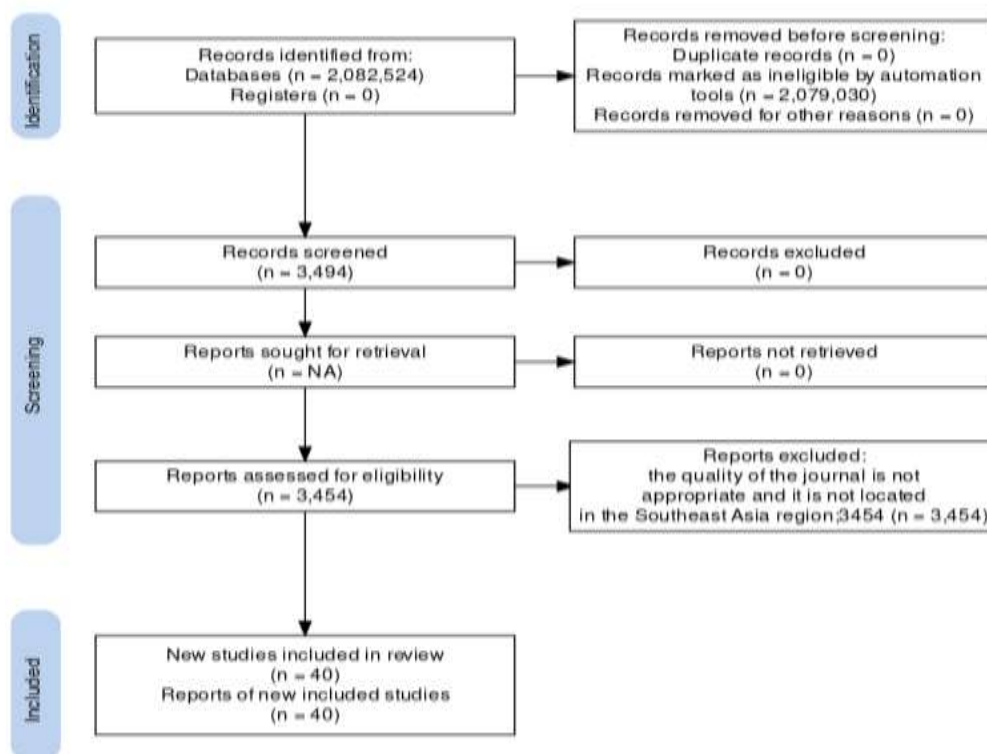 Identification
Records identified from:
Databases (n = 2,082,524)
Registers (n = 0)
Records removed before screening:
Duplicate records (n = 0)
Records marked as ineligible by automation
tools (n = 2,079,030)
Records removed for other reasons (n = 0)
Screening
Records screened
(n = 3,494)
Records excluded
(n = 0)
Reports sought for retrieval
(n = NA)
Reports not retrieved
(n = 0)
Reports assessed for eligibility
(n = 3,454)
Reports excluded:
the quality of the journal is not
appropriate and it is not located
in the Southeast Asia region;3454 (n = 3,454)
Included
New studies included in review
(n = 40)
Reports of new included studies
(n = 40)